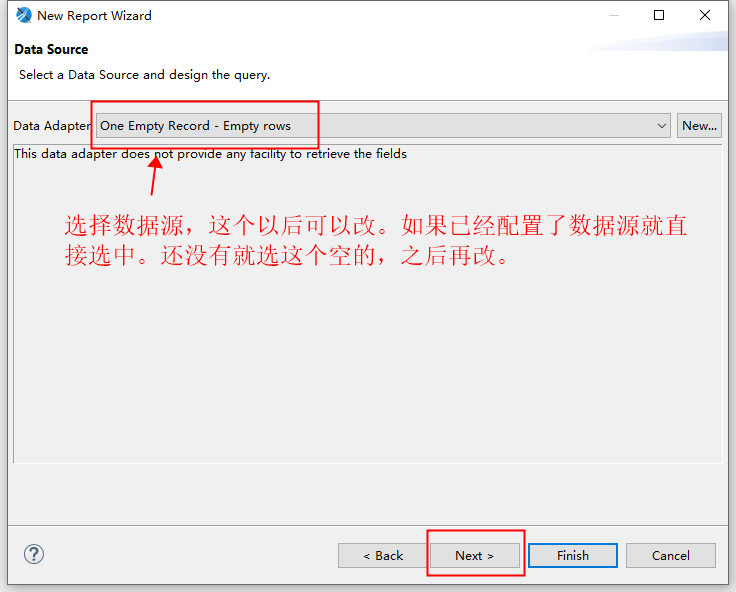 New Report Wizard
Data Source
Select a Data Source and design the query.
Data Adapter One Empty Record - Empty rows New...
This data adapter does not provide any facility to retrieve the fields
选择数据源，这个以后可以改。如果已经配置了数据源就直
接选中。还没有就选这个空的，之后再改。
? < Back Next > Finish Cancel